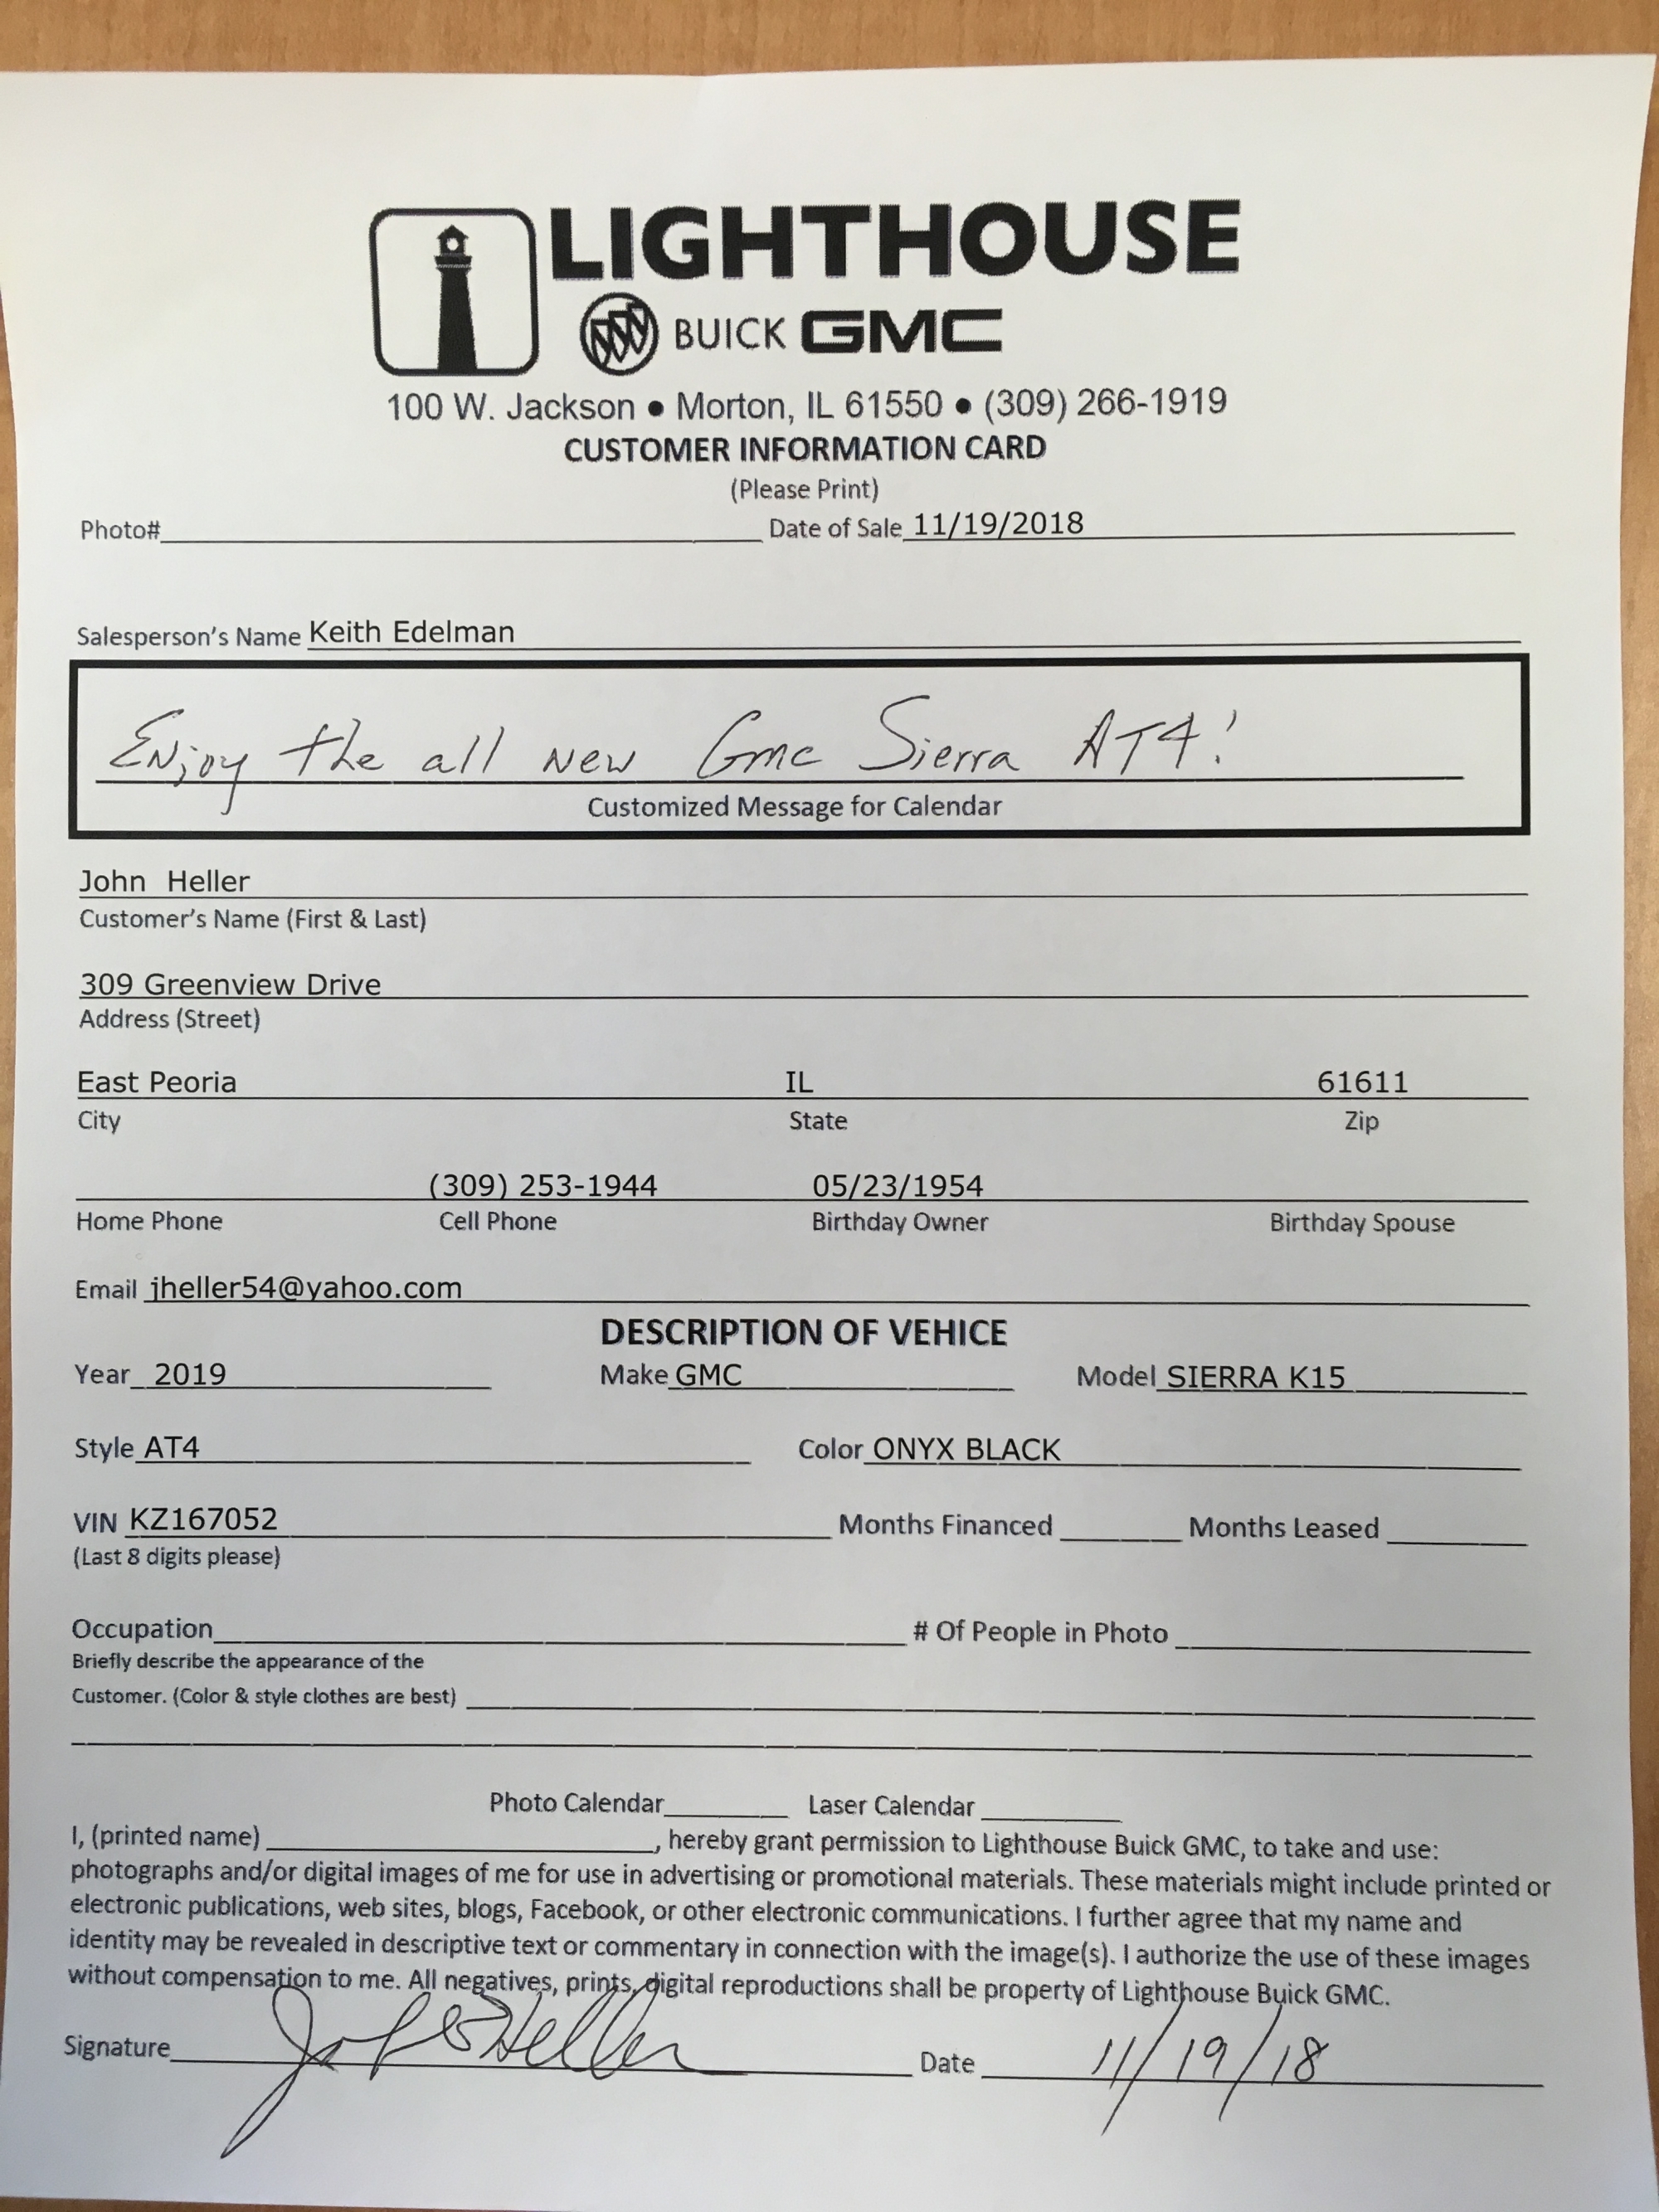 LIGHTHOUSE
BUICK GMC
100 W. Jackson ● Morton, IL 61550 ● (309) 266-1919
CUSTOMER INFORMATION CARD
(Please Print)
Photo# Date of Sale 11/19/2018
Salesperson's Name Keith Edelman
Enjoy the all new Gmc Sierra AT4!
Customized Message for Calendar
John Heller
Customer's Name (First & Last)
309 Greenview Drive
Address (Street)
East Peoria IL 61611
City State Zip
(309) 253-1944 05/23/1954
Home Phone Cell Phone Birthday Owner Birthday Spouse
Email jheller54@yahoo.com
DESCRIPTION OF VEHICE
Year 2019 Make GMC Model SIERRA K15
Style AT4 Color ONYX BLACK
VIN KZ167052 Months Financed Months Leased
(Last 8 digits please)
Occupation # Of People in Photo
Briefly describe the appearance of the
Customer. (Color & style clothes are best)
Photo Calendar Laser Calendar
I, (printed name) , hereby grant permission to Lighthouse Buick GMC, to take and use:
photographs and/or digital images of me for use in advertising or promotional materials. These materials might include printed or
electronic publications, web sites, blogs, Facebook, or other electronic communications. I further agree that my name and
identity may be revealed in descriptive text or commentary in connection with the image(s). I authorize the use of these images
without compensation to me. All negatives, prints, digital reproductions shall be property of Lighthouse Buick GMC.
Signature Heller Date 11/19/18